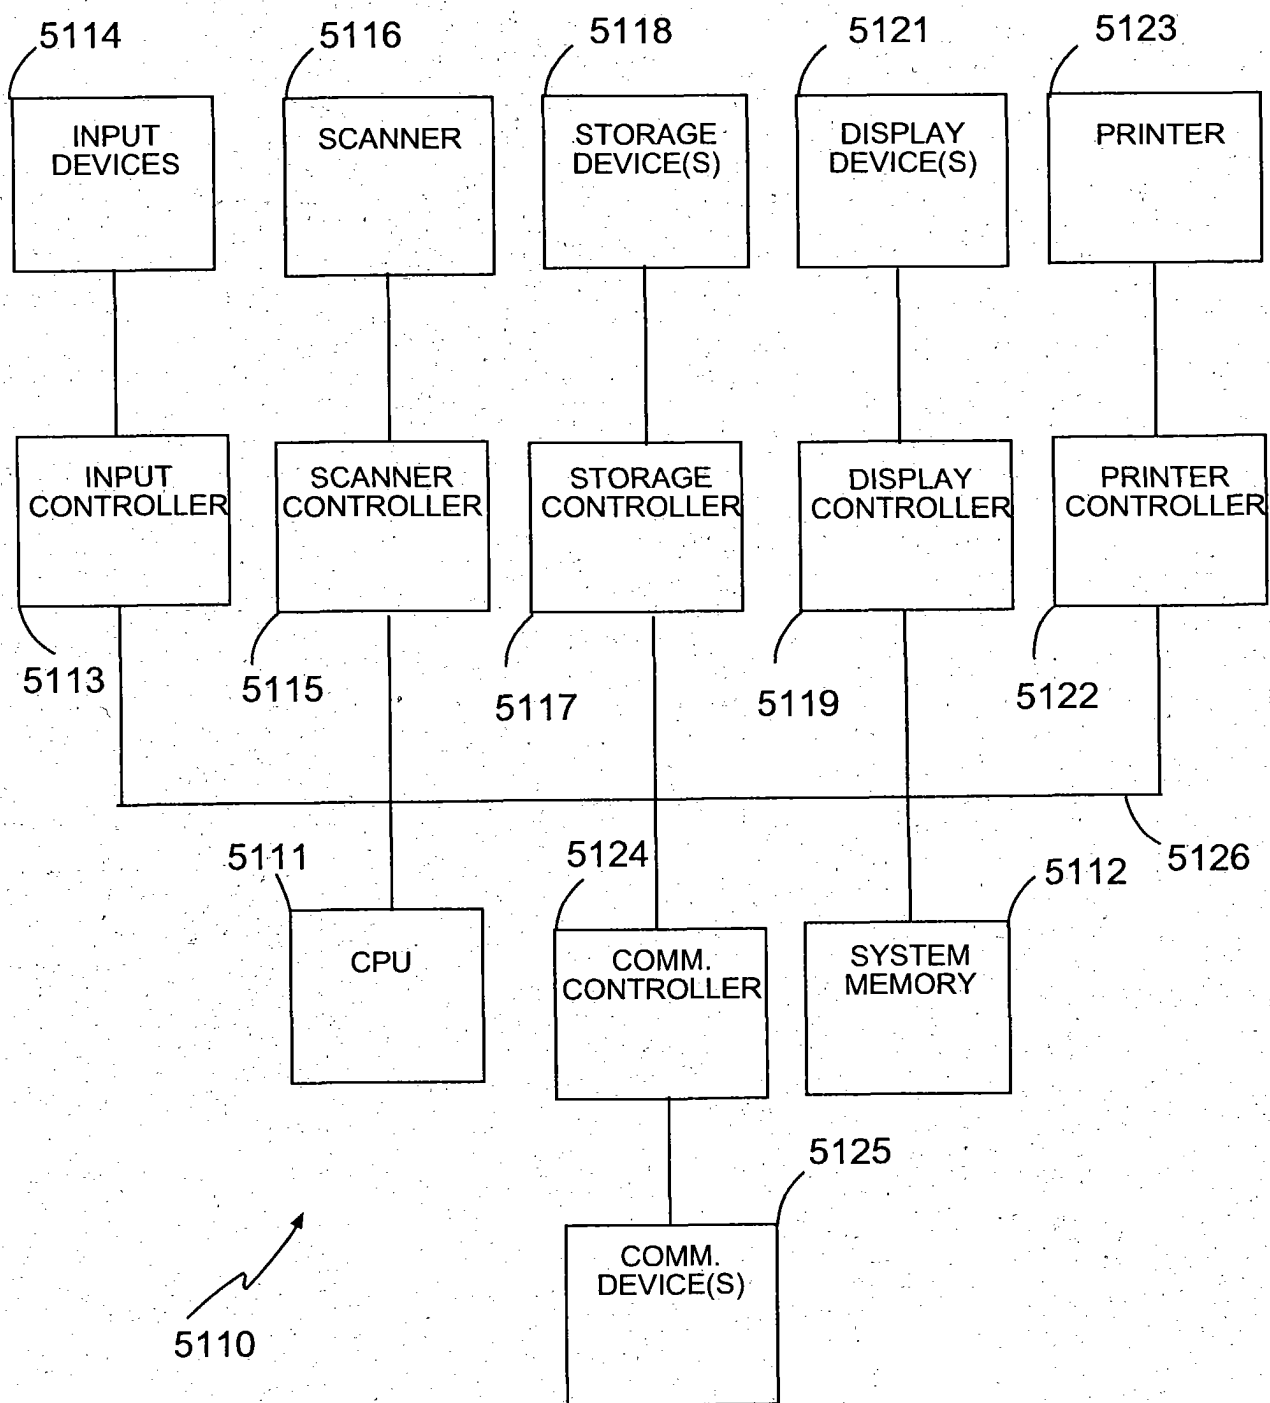 5114
5116
5118
5121
5123
INPUT
DEVICES
SCANNER
STORAGE
DEVICE(S)
DISPLAY
DEVICE(S)
PRINTER
INPUT
CONTROLLER
SCANNER
CONTROLLER
STORAGE
CONTROLLER
DISPLAY
CONTROLLER
PRINTER
CONTROLLER
5113
5115
5117
5119
5122
5111
5124
5112
5126
CPU
COMM.
CONTROLLER
SYSTEM
MEMORY
5125
COMM.
DEVICE(S)
5110